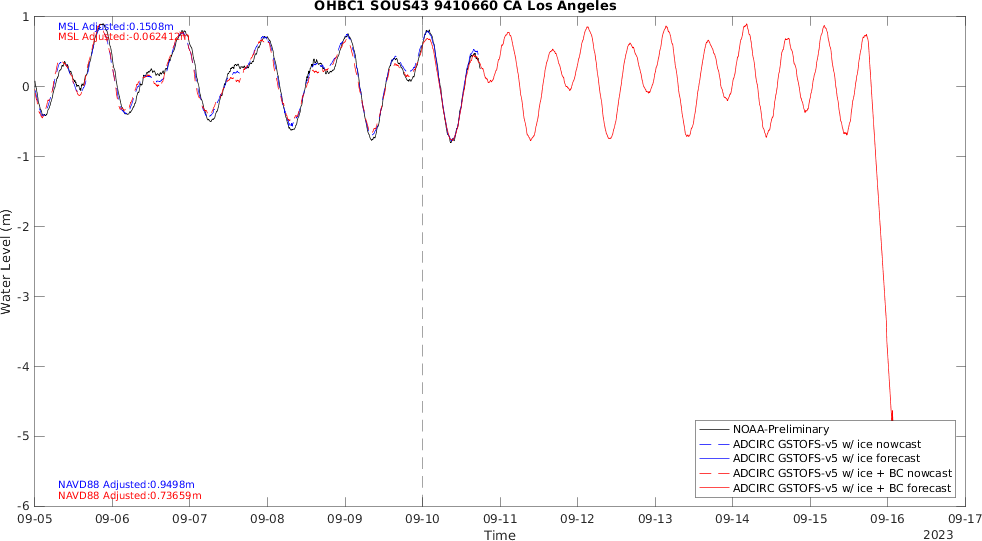 OHBC1 SOUS43 9410660 CA Los Angeles
MSL Adjusted:0.1508m
MSL Adjusted:-0.062412m
1
0
-1
-2
-3
-4
-5
-6
Water Level (m)
NOAA-Preliminary
ADCIRC GSTOFS-v5 w/ ice nowcast
ADCIRC GSTOFS-v5 w/ ice forecast
ADCIRC GSTOFS-v5 w/ ice + BC nowcast
ADCIRC GSTOFS-v5 w/ ice + BC forecast
NAVD88 Adjusted:0.9498m
NAVD88 Adjusted:0.73659m
09-05 09-06 09-07 09-08 09-09 09-10 09-11 09-12 09-13 09-14 09-15 09-16 09-17
Time
2023